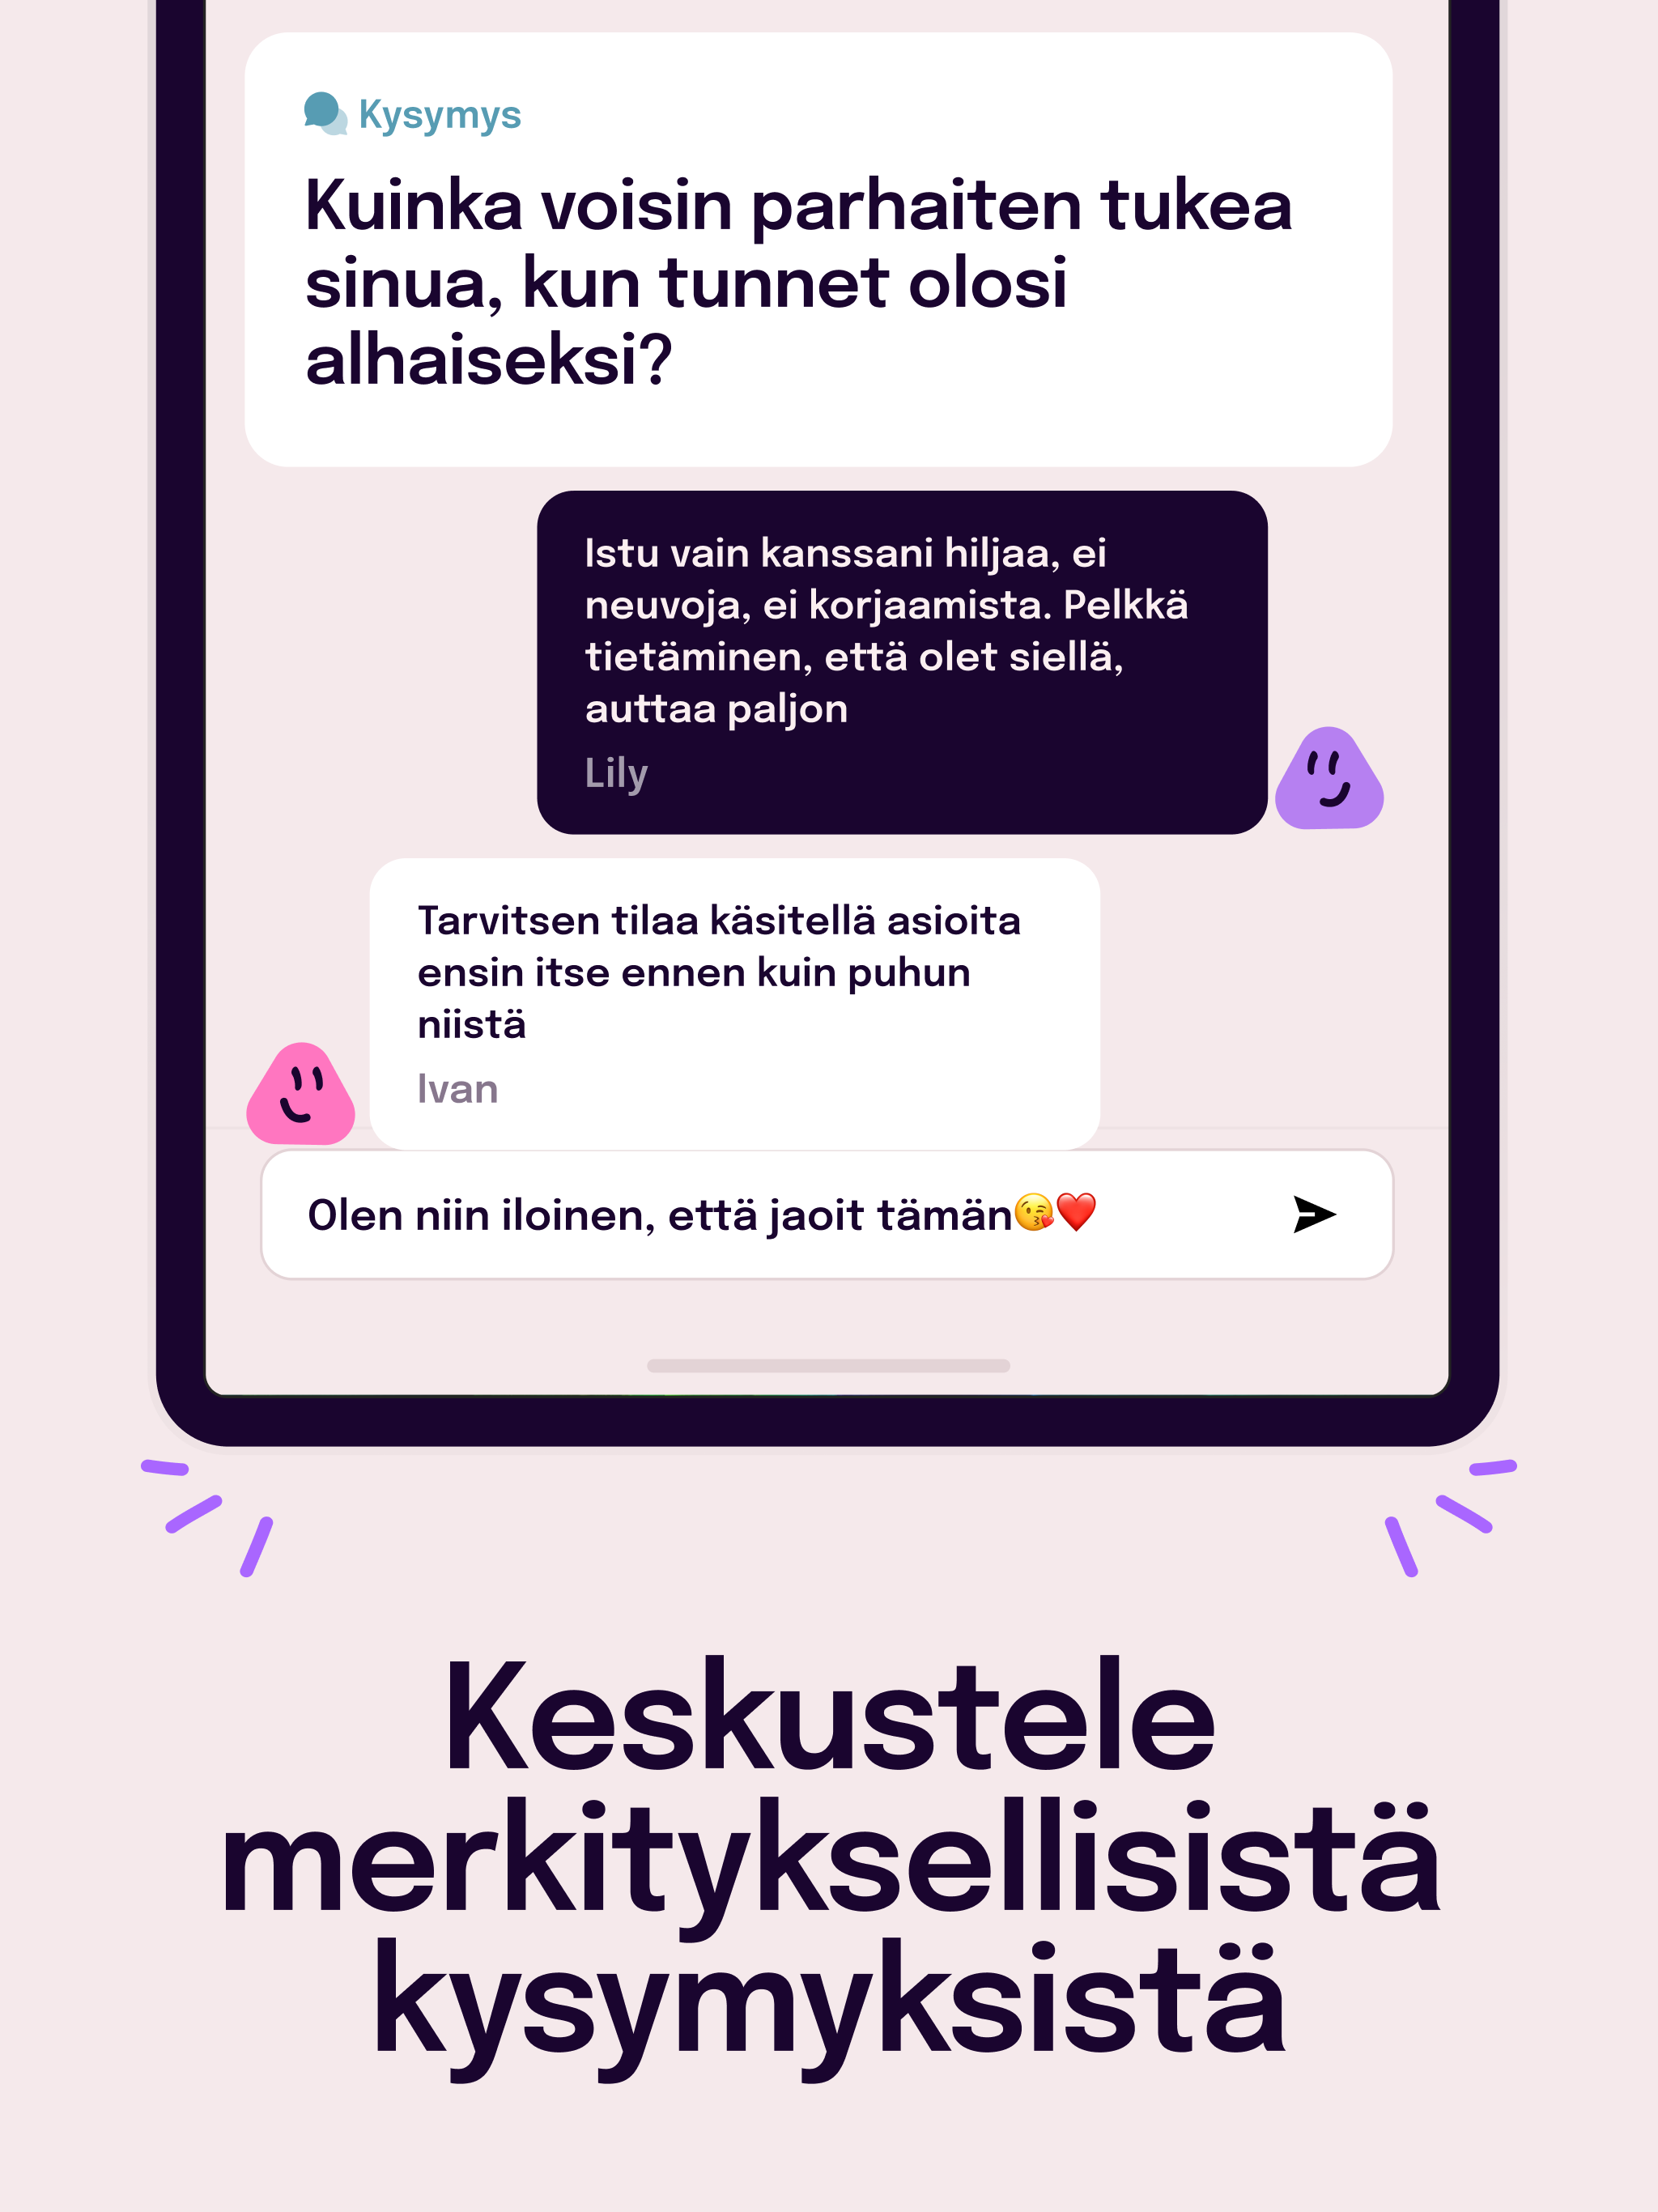 Kysymys
Kuinka voisin parhaiten tukea
sinua, kun tunnet olosi
alhaiseksi?
Istu vain kanssani hiljaa, ei
neuvoja, ei korjaamista. Pelkkä
tietäminen, että olet siellä,
auttaa paljon
Lily
Tarvitsen tilaa käsitellä asioita
ensin itse ennen kuin puhun
niistä
Ivan
Olen niin iloinen, että jaoit tämän😘❤️
Keskustele
merkityksellisistä
kysymyksistä